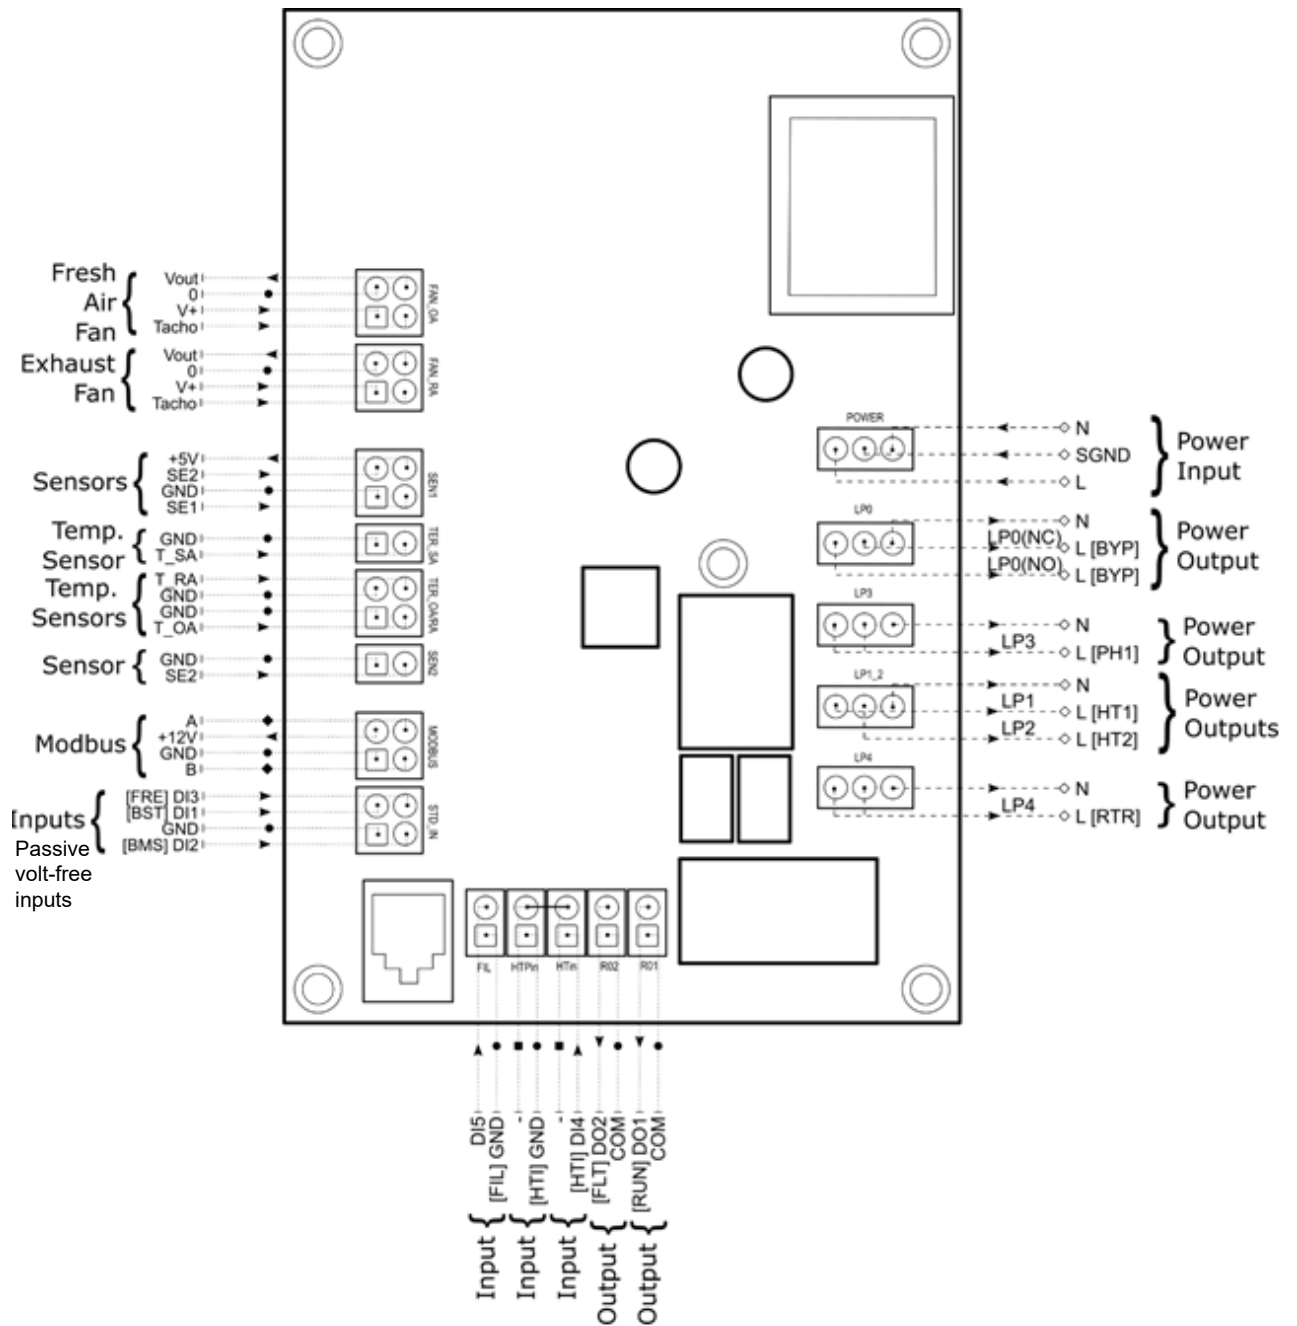 Fresh
Air
Fan
Vout
0
V+
Tacho
FAN_OA
Exhaust
Fan
Vout
0
V+
Tacho
FAN_RA
Sensors
+5V
SE2
GND
SE1
SEN1
Temp.
Sensor
GND
T_SA
TER_SA
Temp.
Sensors
T_RA
GND
GND
T_OA
TER_OA/RA
Sensor
GND
SE2
SEN2
Modbus
A
+12V
GND
B
MODBUS
Inputs
Passive
volt-free
inputs
[FRE] DI3
[BST] DI1
GND
[BMS] DI2
STD_IN
POWER
N
SGND
L
Power
Input
LP0
N
LP0(NC)
L [BYP]
LP0(NO)
L [BYP]
Power
Output
LP3
N
LP3
L [PH1]
Power
Output
LP1_2
N
LP1
L [HT1]
LP2
L [HT2]
Power
Outputs
LP4
N
LP4
L [RTR]
Power
Output
FIL
HTPin
HTin
R02
R01
DI5
[FIL] GND
-
[HTI] GND
-
[HTI] DI4
[FLT] DO2
COM
[RUN] DO1
COM
Input
Input
Input
Output
Output